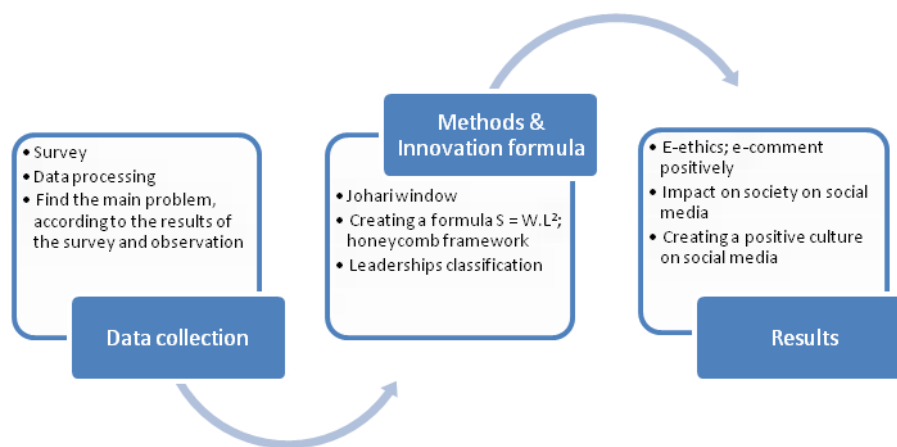 • Survey
• Data processing
• Find the main problem,
according to the results of
the survey and observation
Data collection
Methods &
Innovation formula
• Johari window
• Creating a formula S = W.L²;
honeycomb framework
• Leaderships classification
• E-ethics; e-comment
positively
• Impact on society on social
media
• Creating a positive culture
on social media
Results